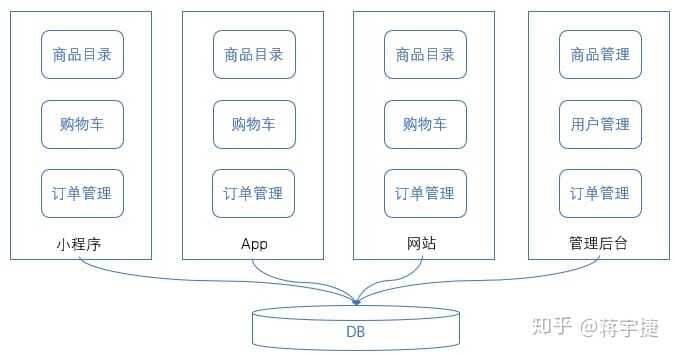 商品目录 商品目录 商品目录 商品管理
购物车 购物车 购物车 用户管理
订单管理 订单管理 订单管理 订单管理
小程序 App 网站 管理后台
DB
知乎 @蒋宇捷